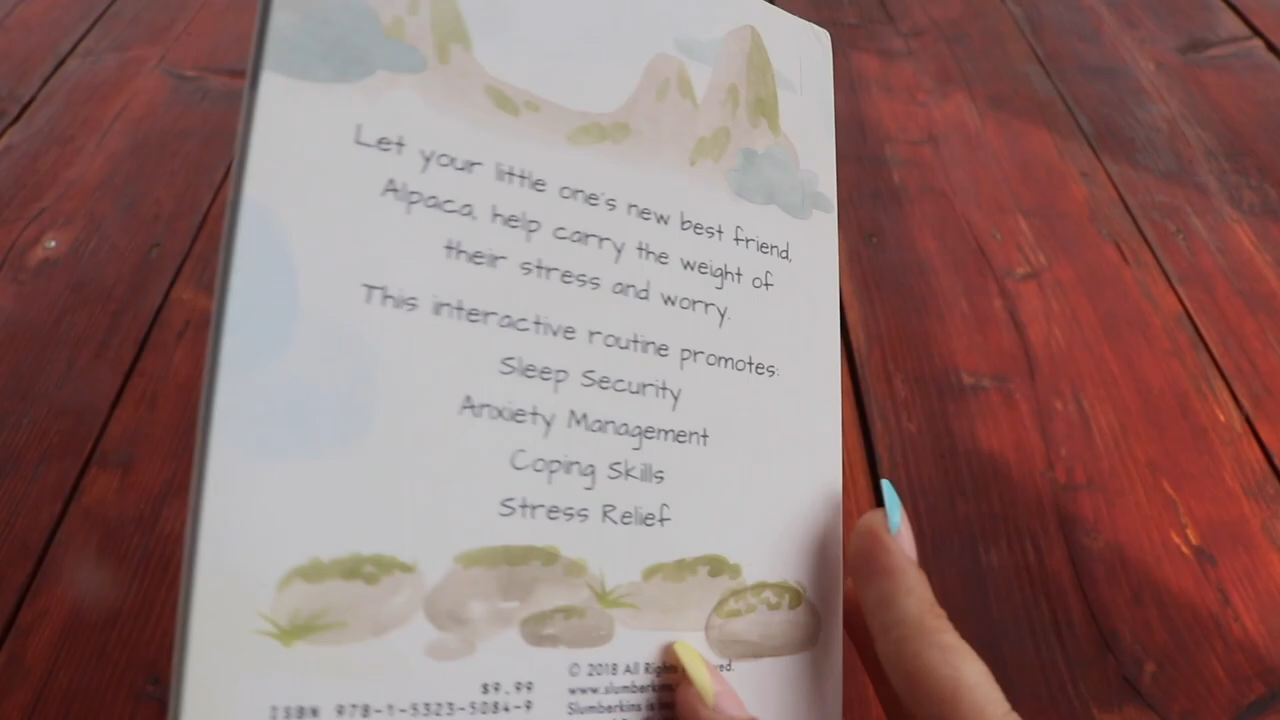 Let your little one's new best friend,
Alpaca, help carry the weight of
their stress and worry.
This interactive routine promotes:
Sleep Security
Anxiety Management
Coping Skills
Stress Relief
© 2018 All Rights
$9.99
www.slumberkin
ISBN 978-1-5323-5084-9
Slumberkins is